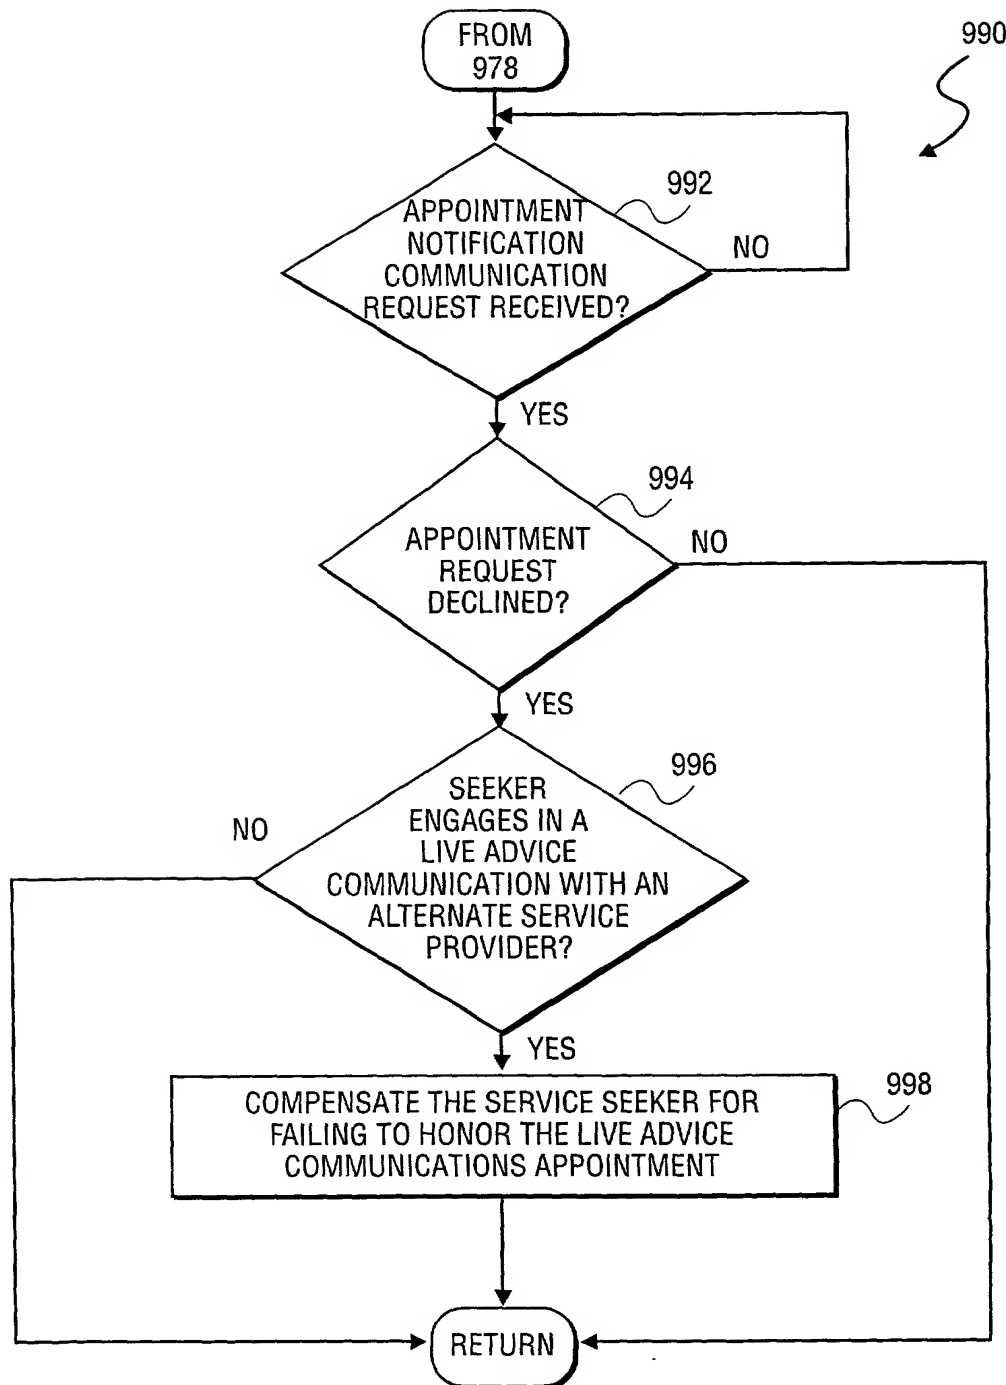 FROM
978
990
992
APPOINTMENT
NOTIFICATION
COMMUNICATION
REQUEST RECEIVED?
NO
YES
994
APPOINTMENT
REQUEST
DECLINED?
NO
YES
996
SEEKER
ENGAGES IN A
LIVE ADVICE
COMMUNICATION WITH AN
ALTERNATE SERVICE
PROVIDER?
NO
YES
998
COMPENSATE THE SERVICE SEEKER FOR
FAILING TO HONOR THE LIVE ADVICE
COMMUNICATIONS APPOINTMENT
RETURN